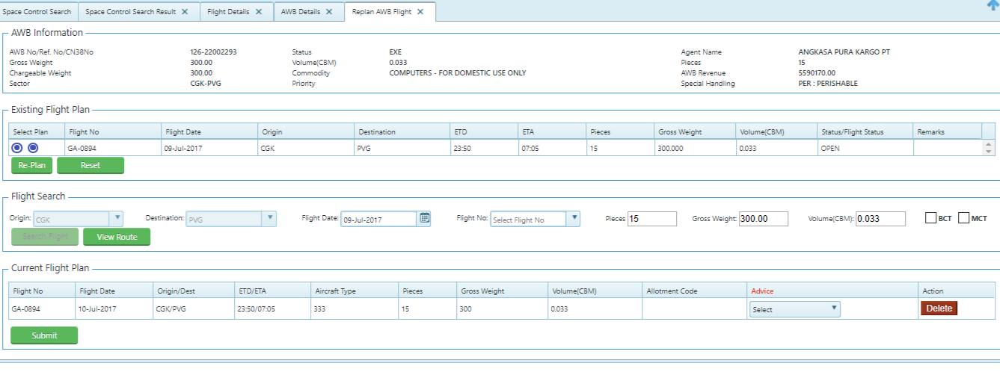 Space Control Search Space Control Search Result X Flight Details X AWB Details X Replan AWB Flight X
AWB Information
AWB No/Ref. No/CN38No 126-22002293 Status EXE Agent Name ANGKASA PURA KARGO PT
Gross Weight 300.00 Volume(CBM) 0.033 Pieces 15
Chargeable Weight 300.00 Commodity COMPUTERS - FOR DOMESTIC USE ONLY AWB Revenue 5590170.00
Sector CGK-PVG Priority Special Handling PER : PERISHABLE
Existing Flight Plan
Select Plan Flight No Flight Date Origin Destination ETD ETA Pieces Gross Weight Volume(CBM) Status/Flight Status Remarks
GA-0894 09-Jul-2017 CGK PVG 23:50 07:05 15 300.000 0.033 OPEN
Re-Plan Reset
Flight Search
Origin: CGK Destination: PVG Flight Date: 09-Jul-2017 Flight No: Select Flight No Pieces 15 Gross Weight: 300.00 Volume(CBM): 0.033 BCT MCT
Search Flight View Route
Current Flight Plan
Flight No Flight Date Origin/Dest ETD/ETA Aircraft Type Pieces Gross Weight Volume(CBM) Allotment Code Advice Action
GA-0894 10-Jul-2017 CGK/PVG 23:50/07:05 333 15 300 0.033 Select Delete
Submit